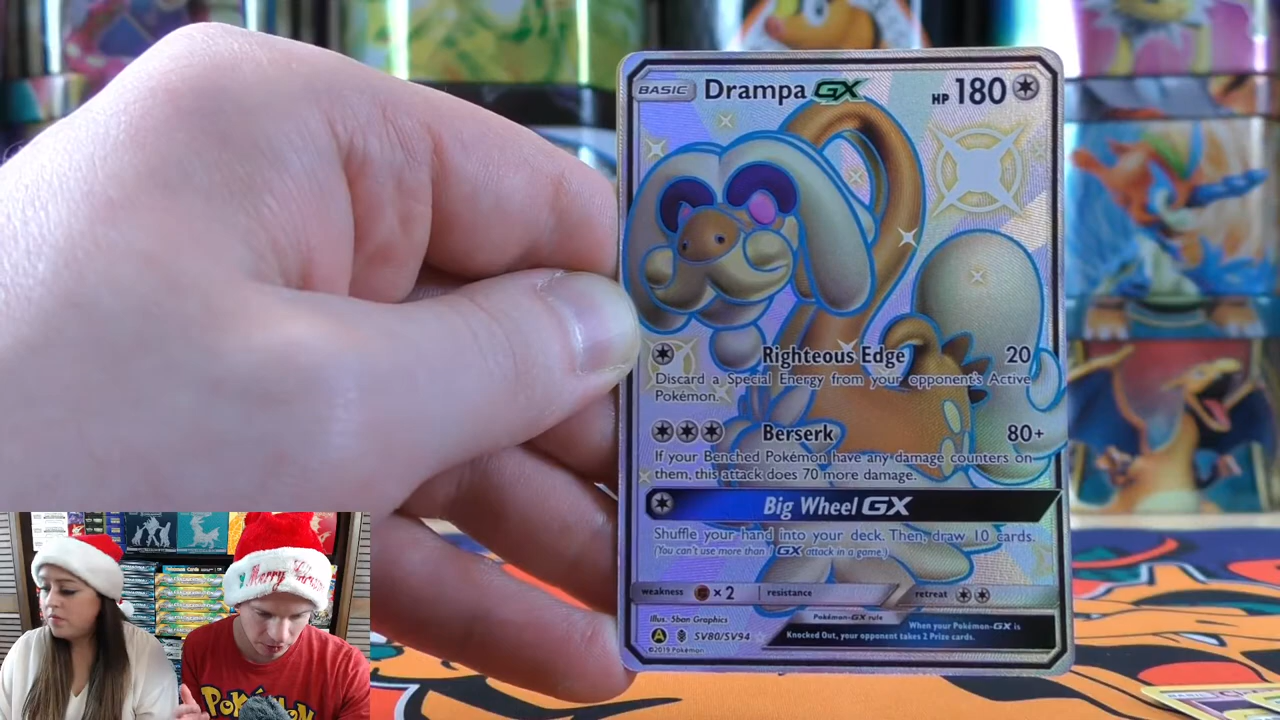 BASIC Drampa GX HP 180
Righteous Edge 20
Discard a Special Energy from your opponent's Active
Pokémon.
Berserk 80+
If your Benched Pokémon have any damage counters on
them, this attack does 70 more damage.
Big Wheel GX
Shuffle your hand into your deck. Then, draw 10 cards.
(You can't use more than 1 GX attack in a game.)
weakness × 2 resistance retreat
Illus. 5ban Graphics
Pokémon-GX rule
When your Pokémon-GX is
Knocked Out, your opponent takes 2 Prize cards.
A SV80/SV94
©2019 Pokémon
Merry
POKéMON